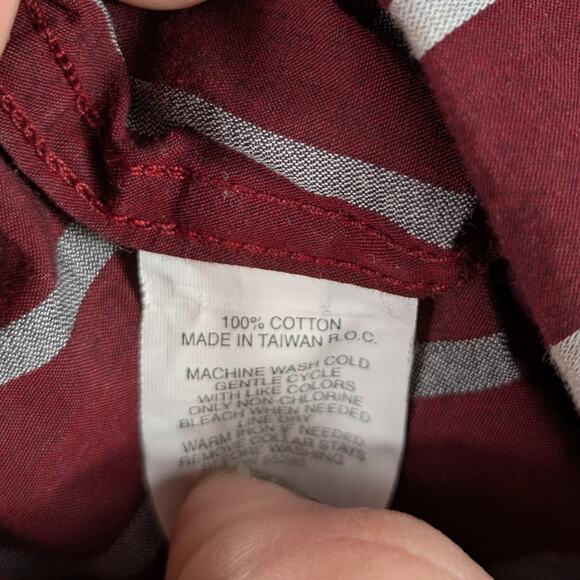 100% COTTON
MADE IN TAIWAN R.O.C.
MACHINE WASH COLD
GENTLE CYCLE
WITH LIKE COLORS
ONLY NON-CHLORINE
BLEACH WHEN NEEDED
LINE DRY
WARM IRON IF NEEDED
REMOVE COLLAR STAYS
BEFORE WASHING